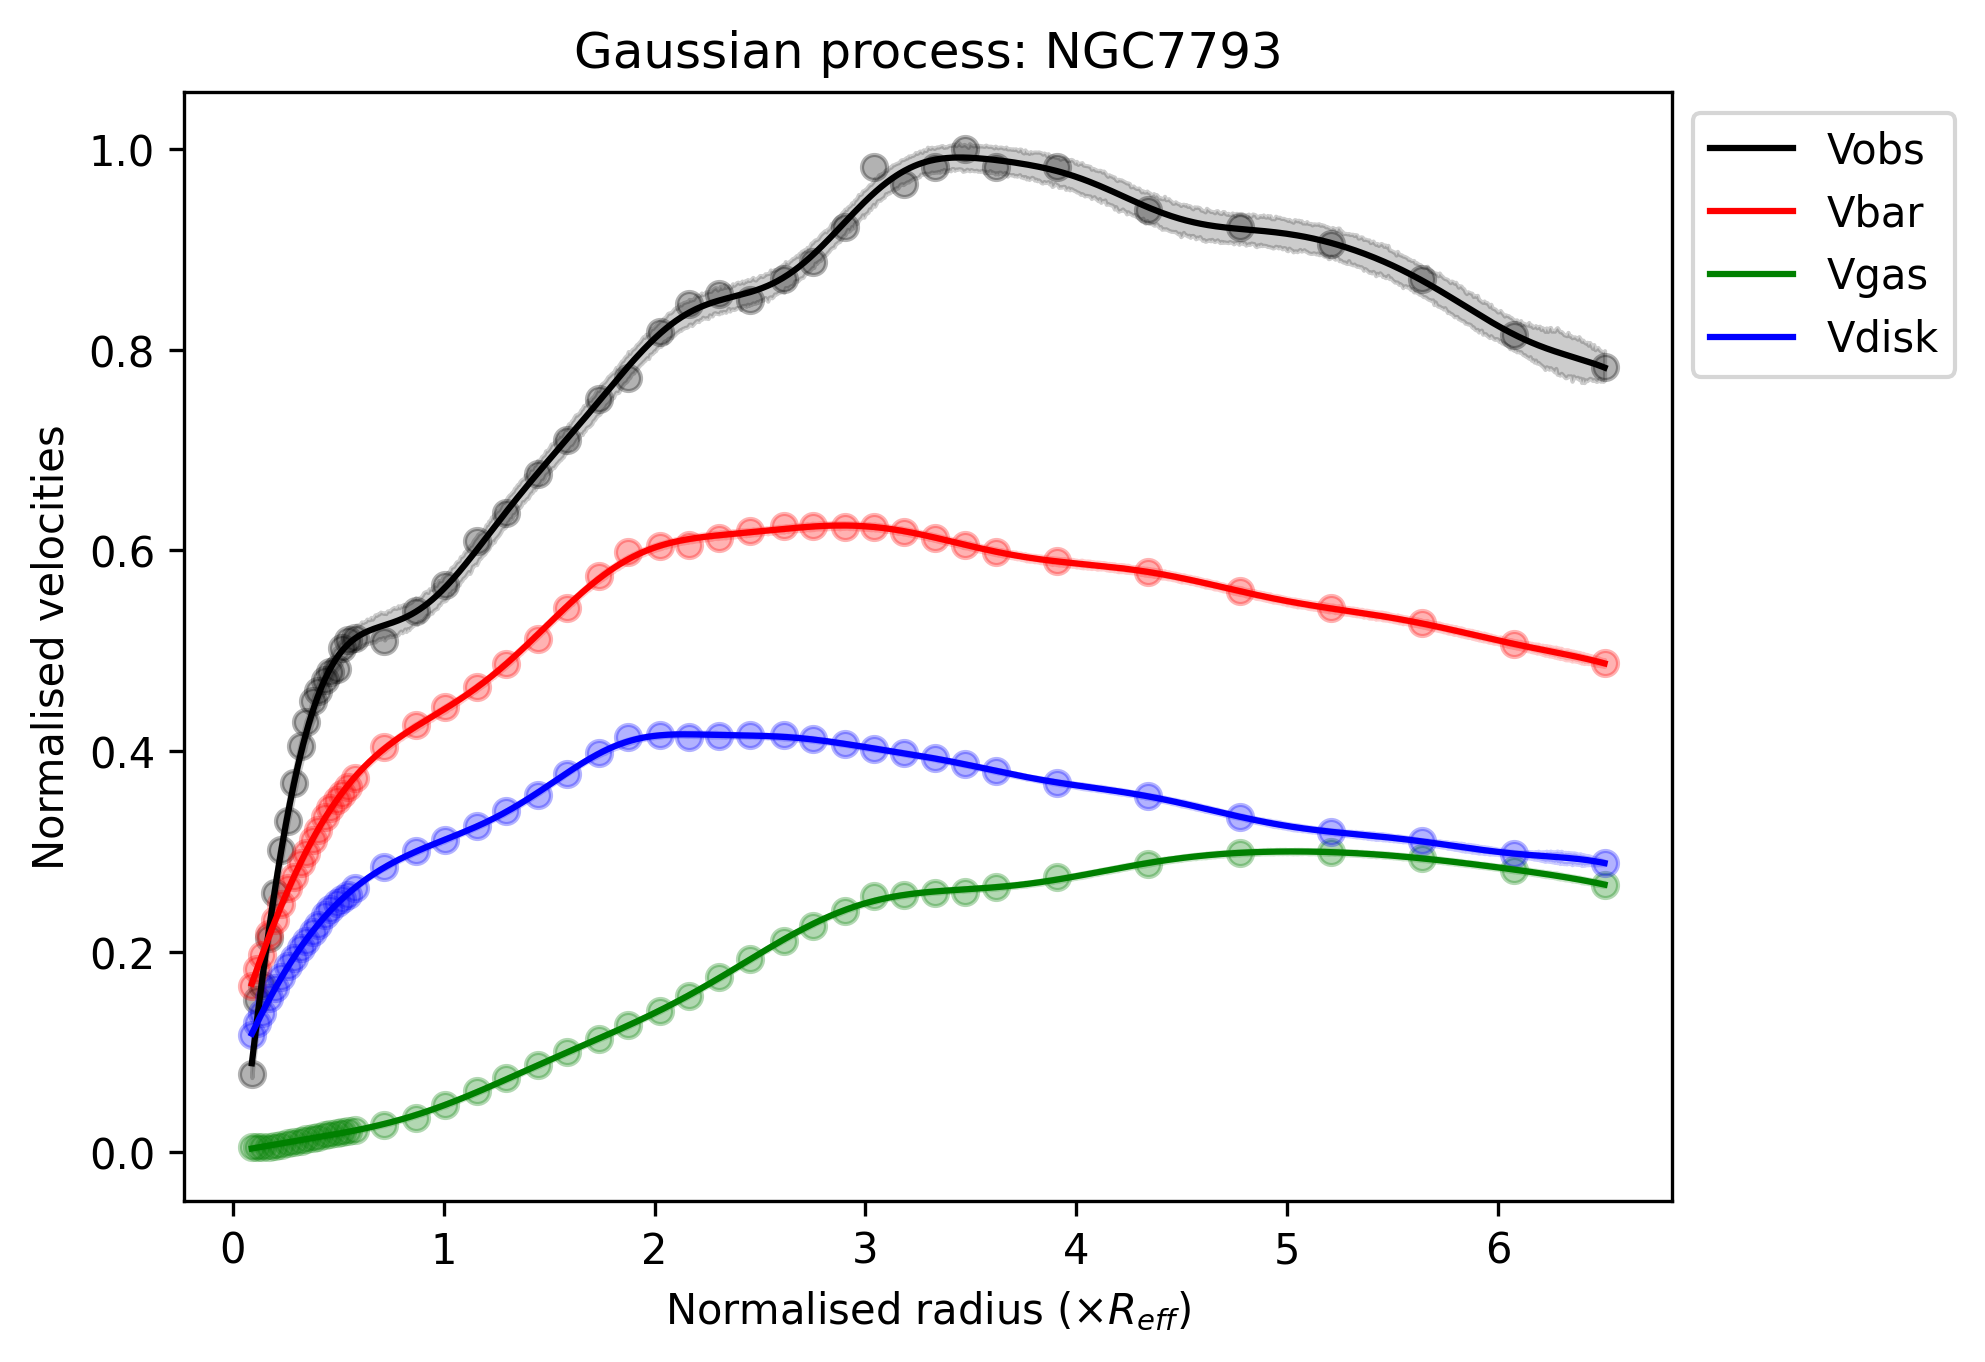 Gaussian process: NGC7793
Vobs
Vbar
Vgas
Vdisk
Normalised velocities
1.0
0.8
0.6
0.4
0.2
0.0
0 1 2 3 4 5 6
Normalised radius (×R_eff)